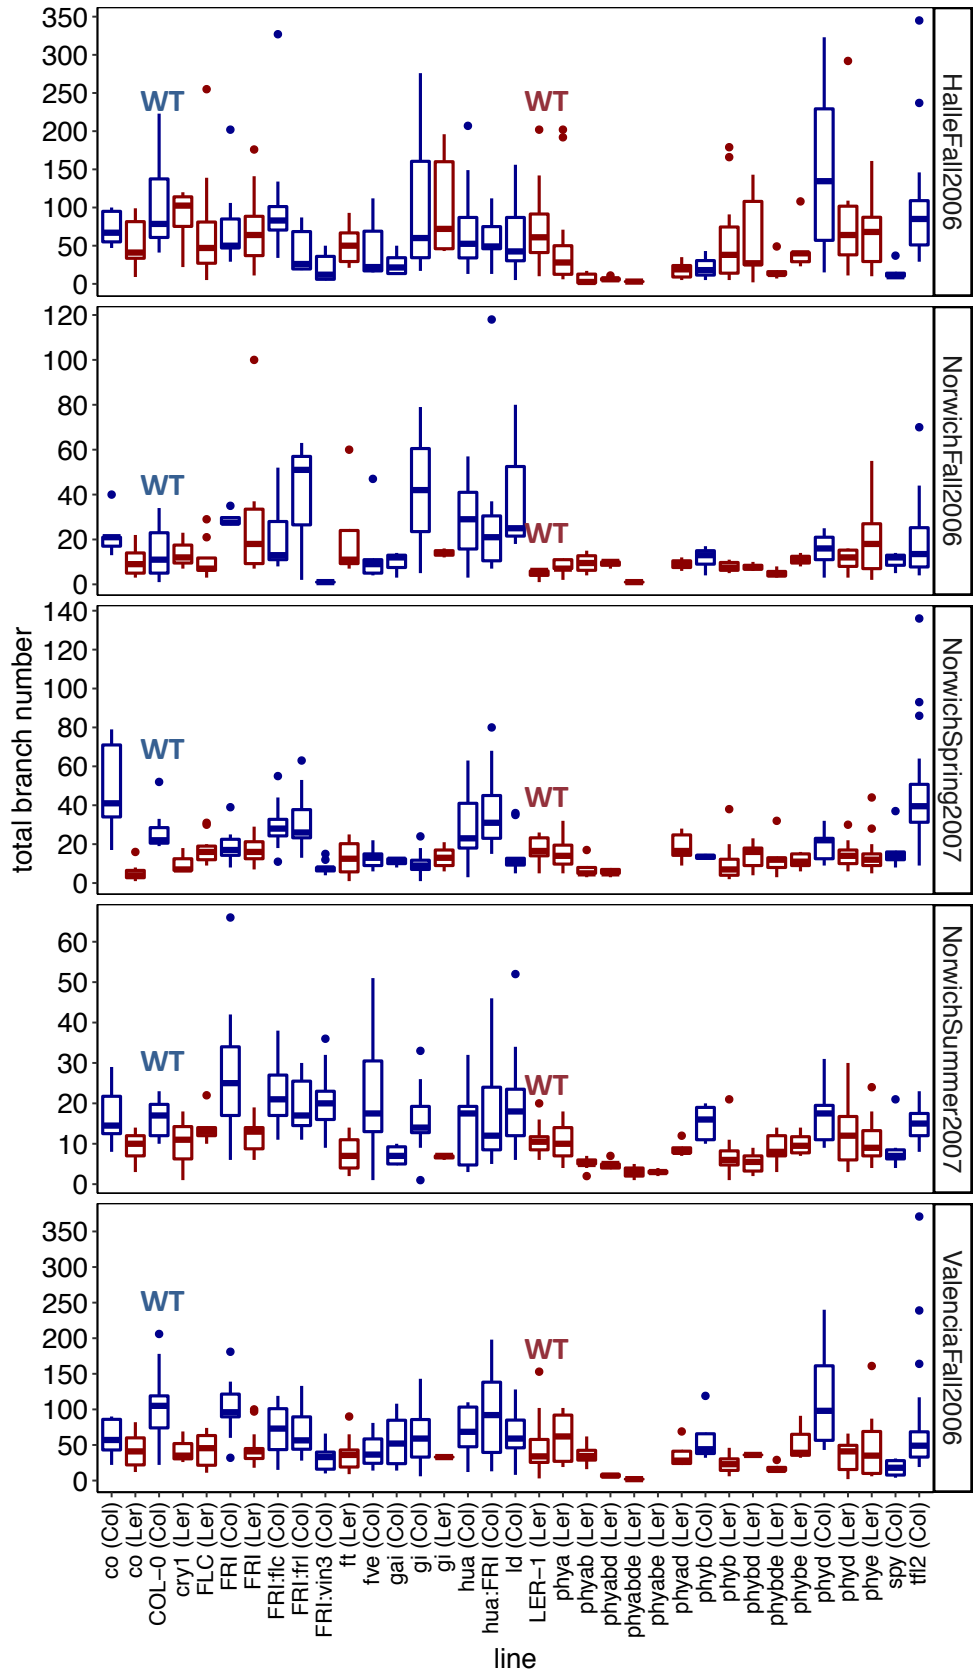 350
300
250
200
150
100
50
0
WT
WT
HalleFall2006
120
100
80
60
40
20
0
WT
WT
NorwichFall2006
140
120
100
80
60
40
20
0
WT
WT
NorwichSpring2007
total branch number
60
50
40
30
20
10
0
WT
WT
NorwichSummer2007
350
300
250
200
150
100
50
0
WT
WT
ValenciaFall2006
co (Col)
co (Ler)
COL-0 (Col)
cry1 (Ler)
FLC (Ler)
FRI (Col)
FRI (Ler)
FRI:flc (Col)
FRI:frl (Col)
FRI:vin3 (Col)
ft (Ler)
fve (Col)
gai (Col)
gi (Col)
gi (Ler)
hua (Col)
hua:FRI (Col)
ld (Col)
LER-1 (Ler)
phya (Ler)
phyab (Ler)
phyabd (Ler)
phyabde (Ler)
phyabe (Ler)
phyad (Ler)
phyb (Col)
phyb (Ler)
phybd (Ler)
phybde (Ler)
phybe (Ler)
phyd (Col)
phyd (Ler)
phye (Ler)
spy (Col)
tfl2 (Col)
line